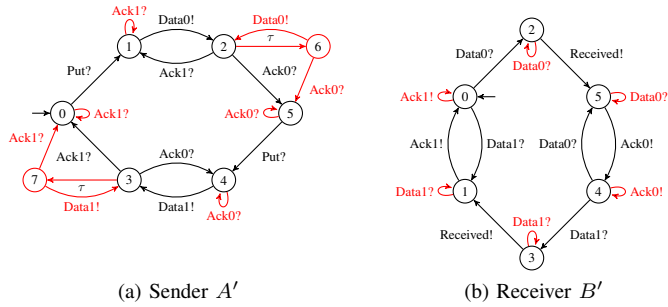 Ack1?
Data0!
Data0!
1
2
τ
6
Put?
Ack1?
Ack0?
0
Ack1?
Ack0?
5
Ack1?
Ack1?
Ack0?
Put?
7
τ
3
4
Data1!
Data1!
Ack0?
(a) Sender A′
2
Data0?
Data0?
Received!
Ack1!
0
5
Data0?
Ack1!
Data1?
Data0?
Ack0!
Data1?
1
4
Ack0!
Received!
Data1?
Data1?
3
(b) Receiver B′